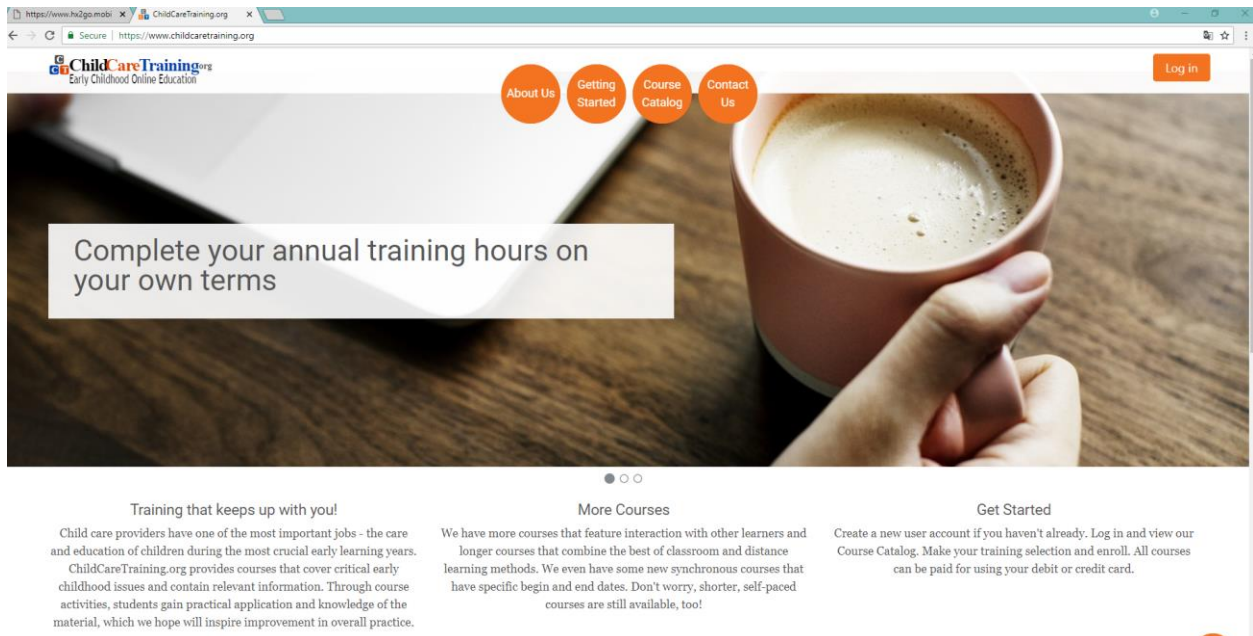 https://www.hx2go.mobi
ChildCareTraining.org
Secure | https://www.childcaretraining.org
ChildCareTraining.org
Early Childhood Online Education
About Us
Getting
Started
Course
Catalog
Contact
Us
Log in
Complete your annual training hours on
your own terms
Training that keeps up with you!
Child care providers have one of the most important jobs - the care
and education of children during the most crucial early learning years.
ChildCareTraining.org provides courses that cover critical early
childhood issues and contain relevant information. Through course
activities, students gain practical application and knowledge of the
material, which we hope will inspire improvement in overall practice.
More Courses
We have more courses that feature interaction with other learners and
longer courses that combine the best of classroom and distance
learning methods. We even have some new synchronous courses that
have specific begin and end dates. Don't worry, shorter, self-paced
courses are still available, too!
Get Started
Create a new user account if you haven't already. Log in and view our
Course Catalog. Make your training selection and enroll. All courses
can be paid for using your debit or credit card.